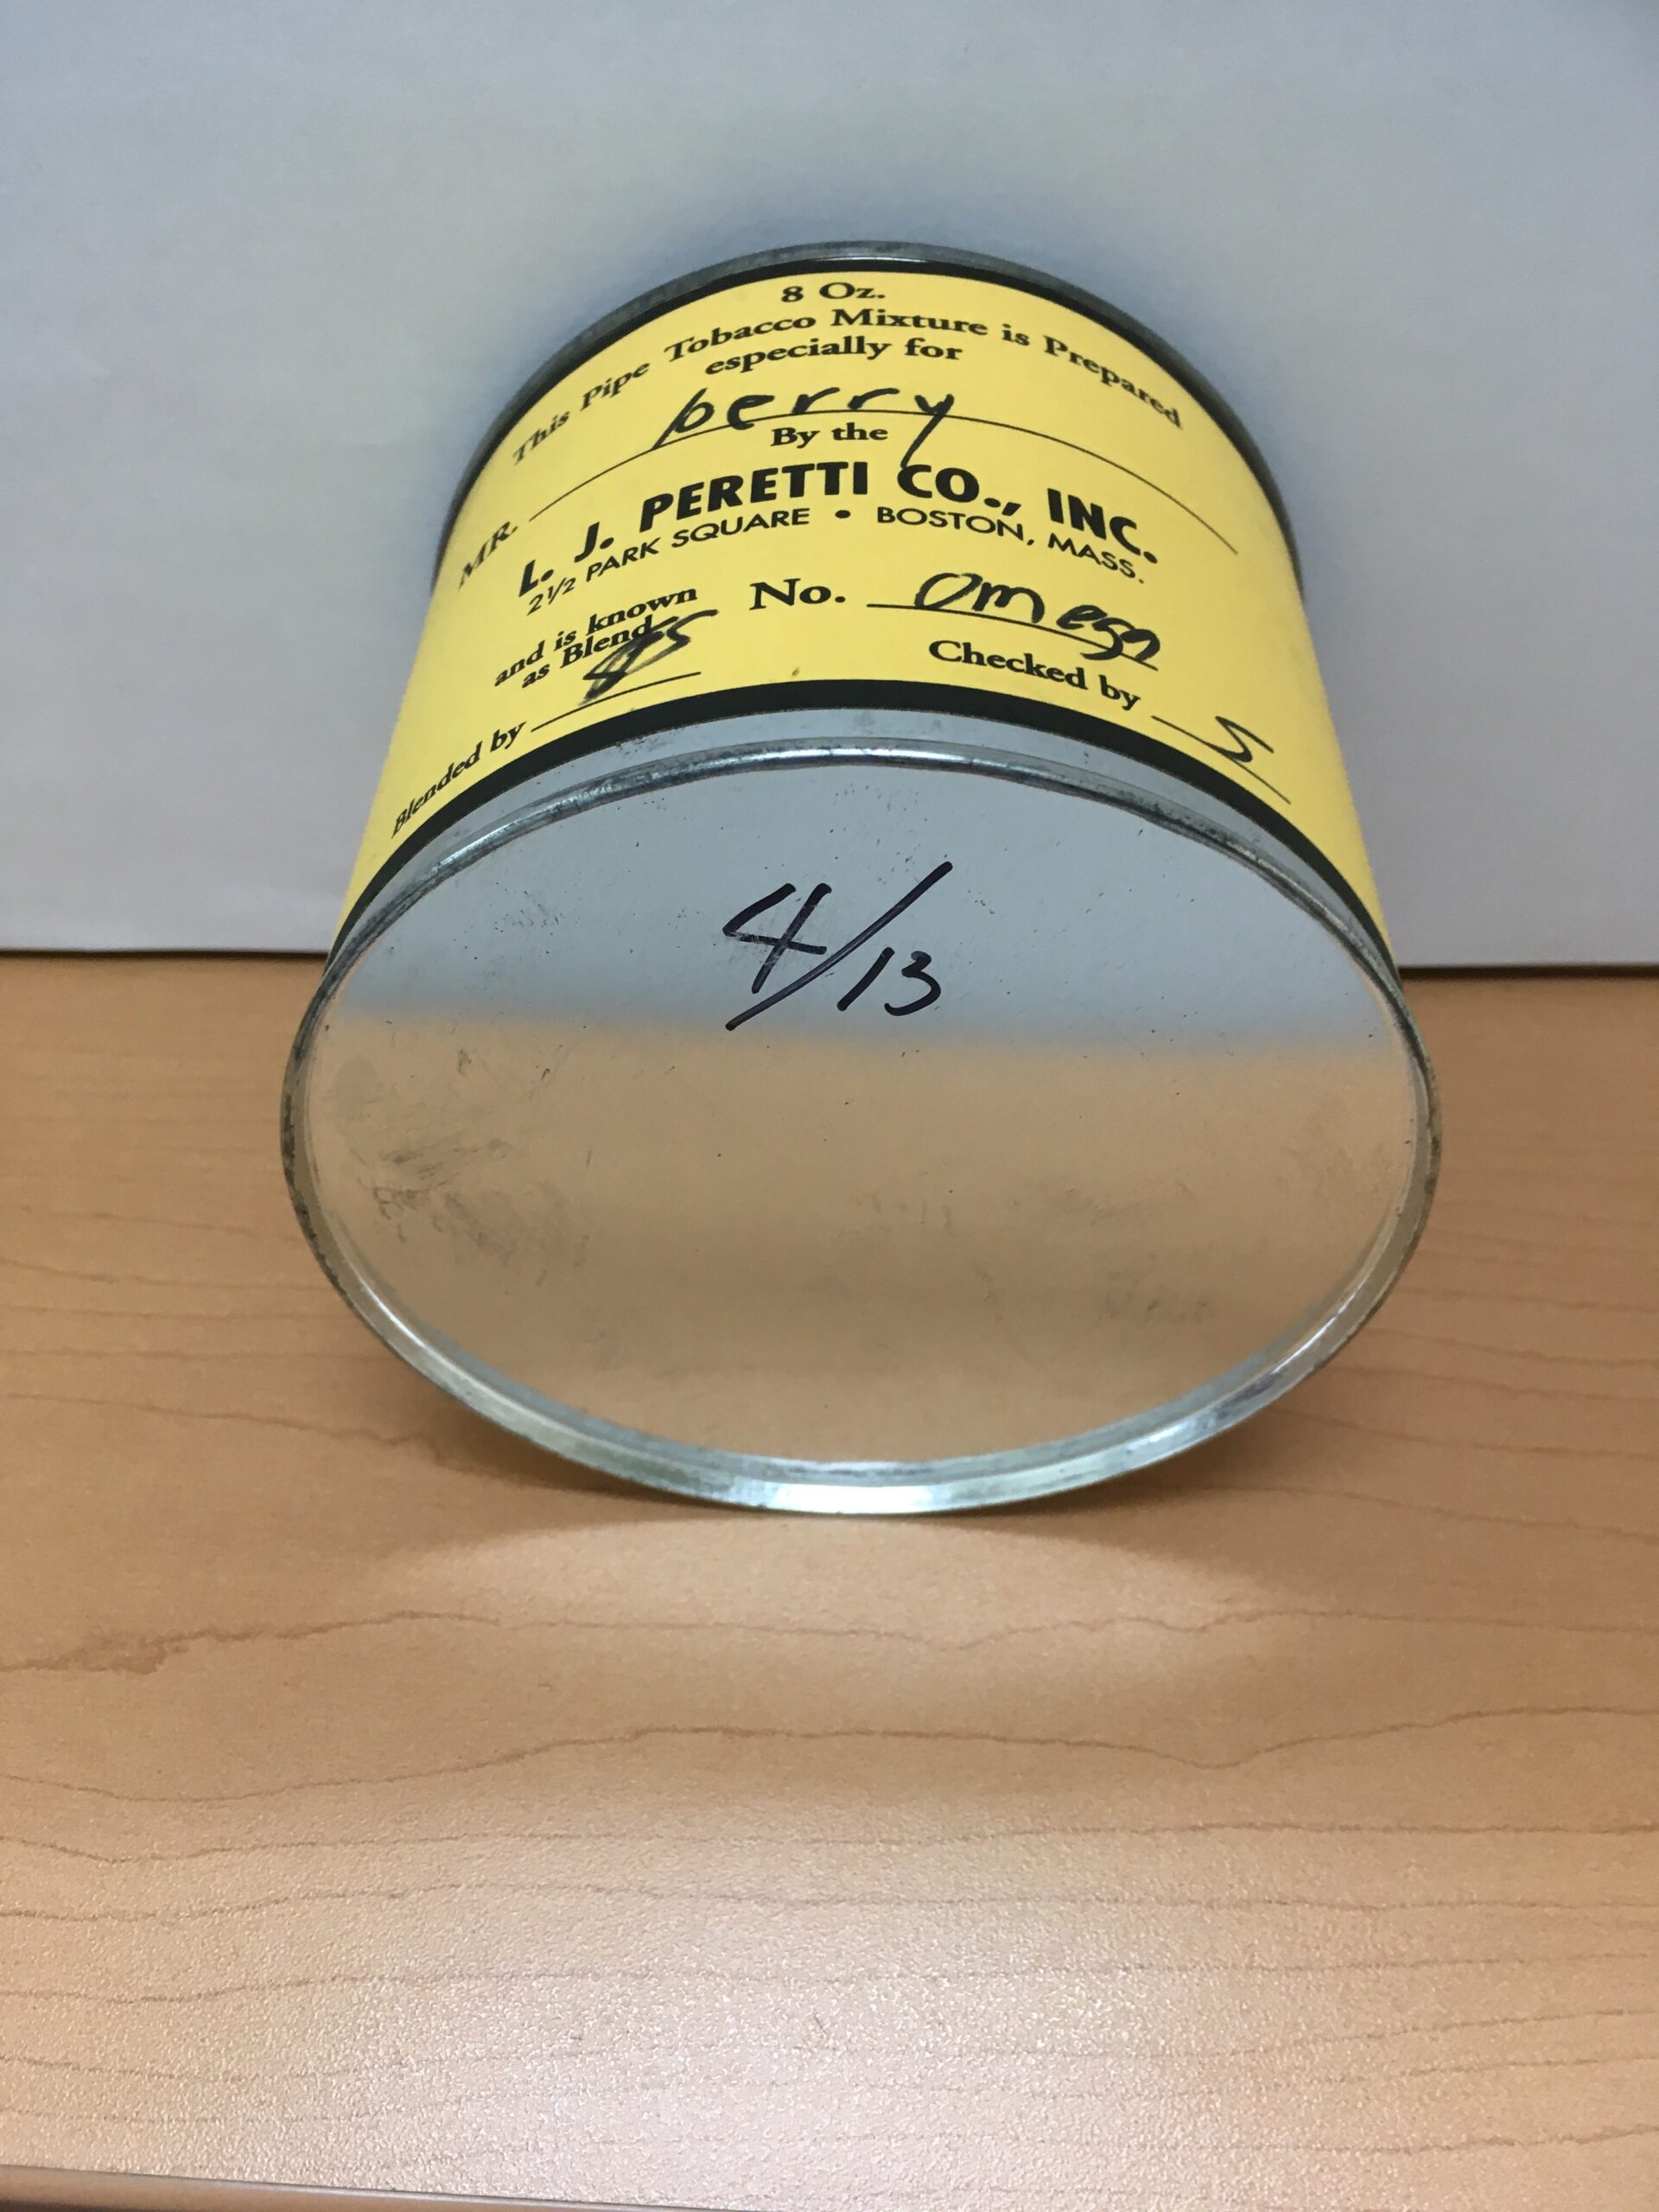 8 Oz.
This Pipe Tobacco Mixture is Prepared
especially for
MR. perry
By the
L. J. PERETTI CO., INC.
2½ PARK SQUARE • BOSTON, MASS.
and is known
as Blend No. Omega
Blended by
Checked by S
4/13